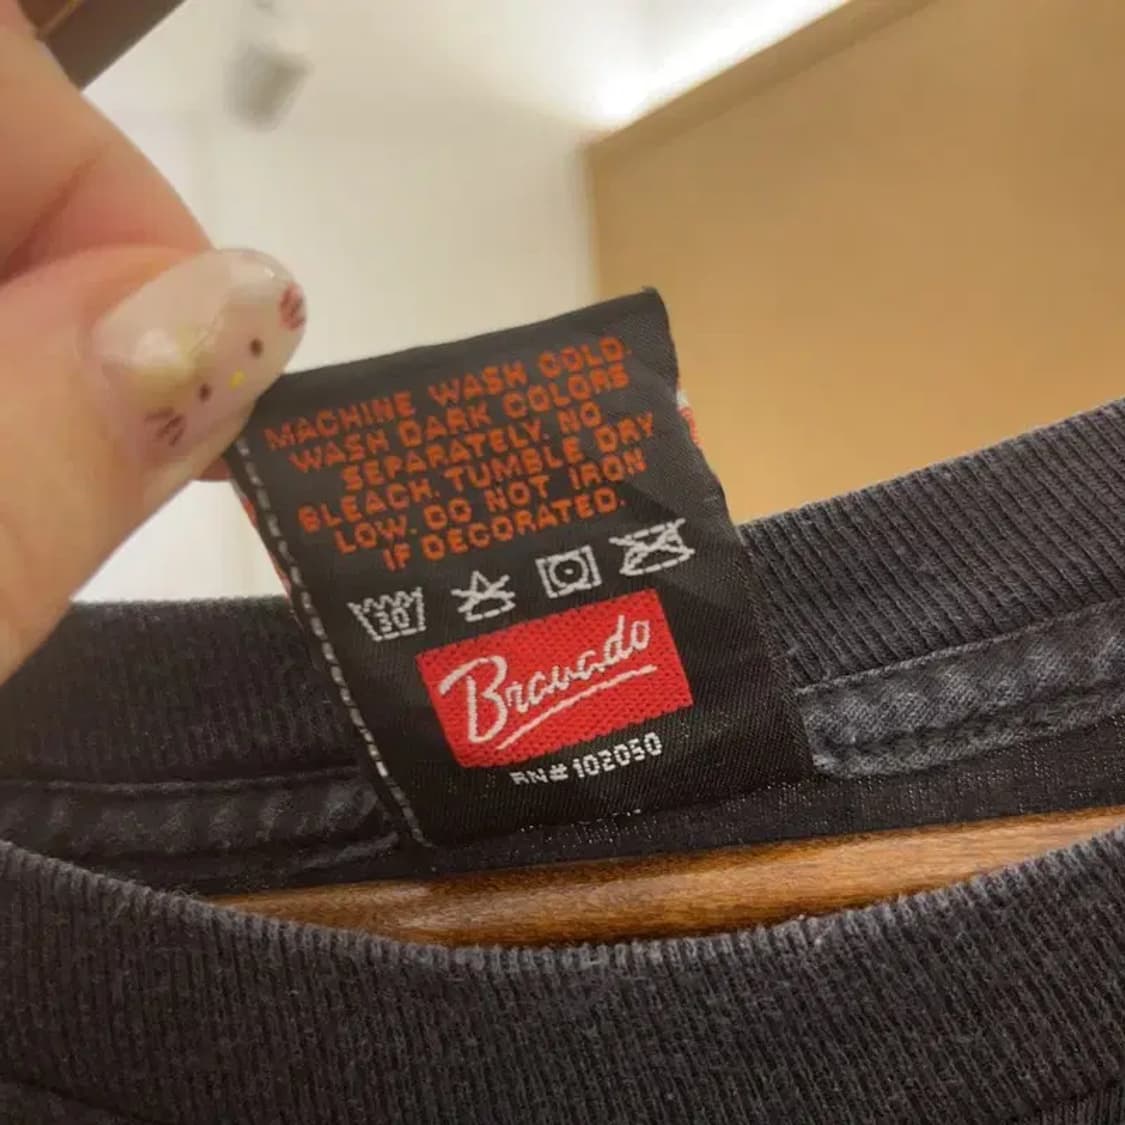 MACHINE WASH COLD.
WASH DARK COLORS
SEPARATELY. NO
BLEACH. TUMBLE DRY
LOW. DO NOT IRON
IF DECORATED.
30
Bravado
RN# 102050